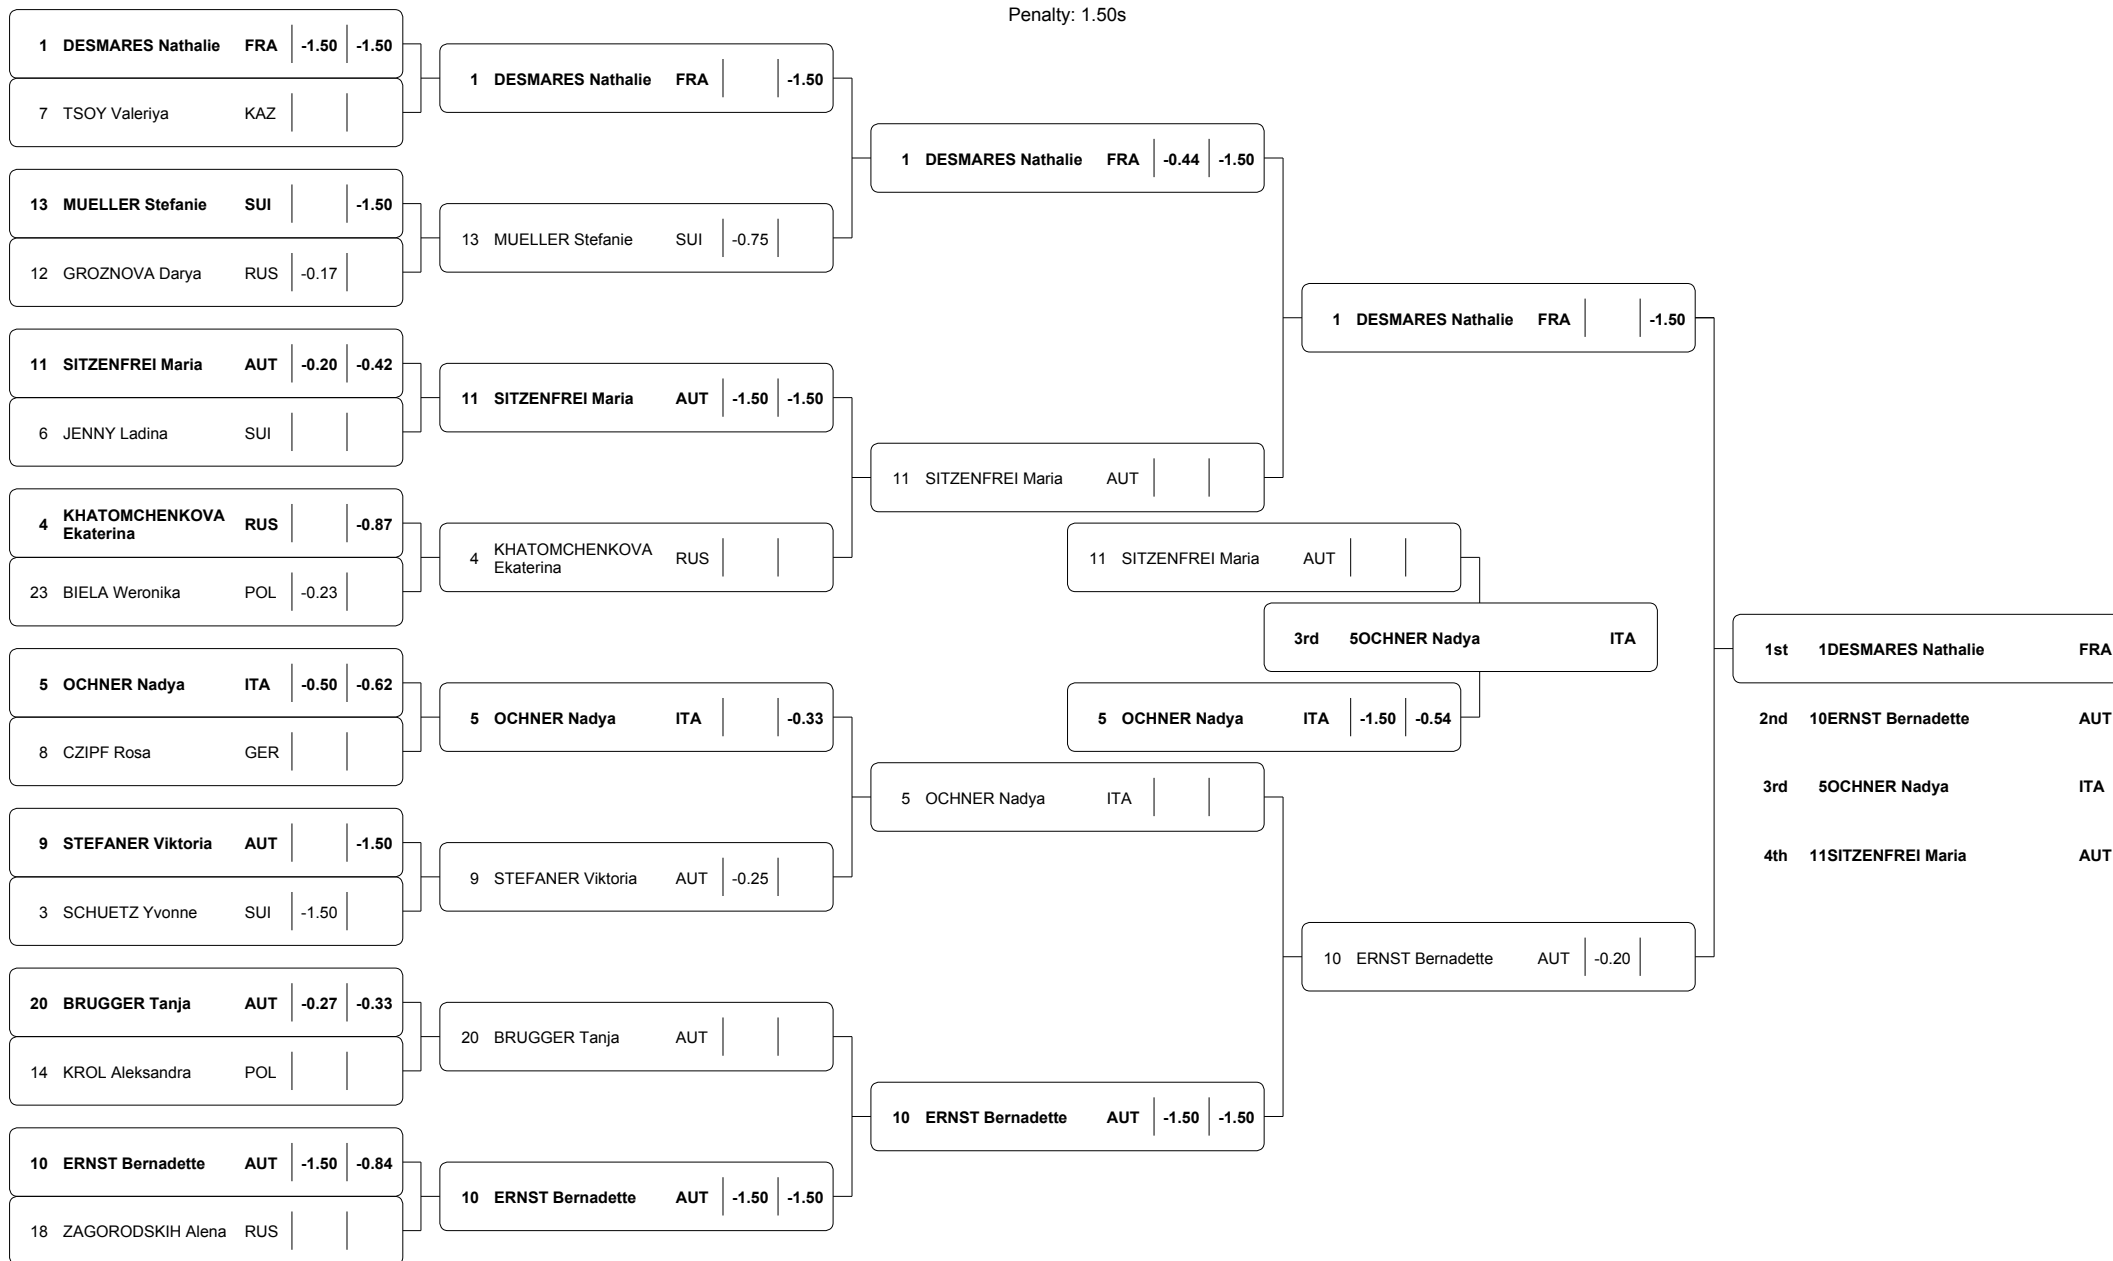 Penalty: 1.50s
1 DESMARES Nathalie FRA -1.50 -1.50
7 TSOY Valeriya KAZ
13 MUELLER Stefanie SUI -1.50
12 GROZNOVA Darya RUS -0.17
11 SITZENFREI Maria AUT -0.20 -0.42
6 JENNY Ladina SUI
4 KHATOMCHENKOVA Ekaterina RUS -0.87
23 BIELA Weronika POL -0.23
5 OCHNER Nadya ITA -0.50 -0.62
8 CZIPF Rosa GER
9 STEFANER Viktoria AUT -1.50
3 SCHUETZ Yvonne SUI -1.50
20 BRUGGER Tanja AUT -0.27 -0.33
14 KROL Aleksandra POL
10 ERNST Bernadette AUT -1.50 -0.84
18 ZAGORODSKIH Alena RUS
1 DESMARES Nathalie FRA -1.50
13 MUELLER Stefanie SUI -0.75
11 SITZENFREI Maria AUT -1.50 -1.50
4 KHATOMCHENKOVA Ekaterina RUS
5 OCHNER Nadya ITA -0.33
9 STEFANER Viktoria AUT -0.25
20 BRUGGER Tanja AUT
10 ERNST Bernadette AUT -1.50 -1.50
1 DESMARES Nathalie FRA -0.44 -1.50
11 SITZENFREI Maria AUT
5 OCHNER Nadya ITA
10 ERNST Bernadette AUT -1.50 -1.50
11 SITZENFREI Maria AUT
3rd 5OCHNER Nadya ITA
5 OCHNER Nadya ITA -1.50 -0.54
1 DESMARES Nathalie FRA -1.50
10 ERNST Bernadette AUT -0.20
1st 1DESMARES Nathalie FRA
2nd 10ERNST Bernadette AUT
3rd 5OCHNER Nadya ITA
4th 11SITZENFREI Maria AUT